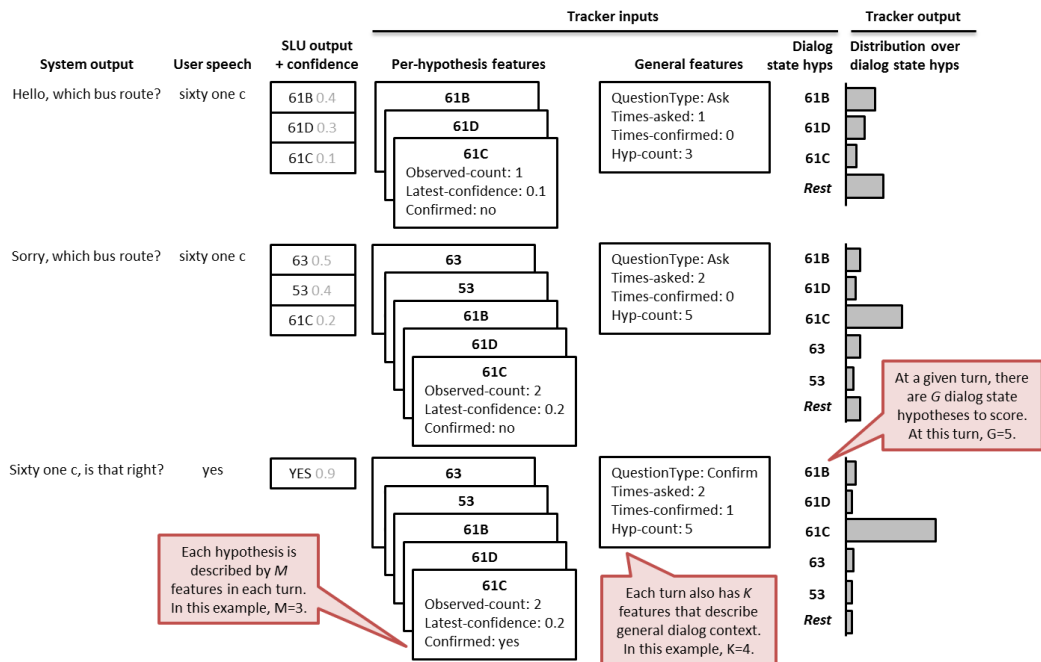 Tracker inputs
Tracker output
System output
User speech
SLU output
+ confidence
Per-hypothesis features
General features
Dialog
state hyps
Distribution over
dialog state hyps
Hello, which bus route?
sixty one c
61B 0.4
61D 0.3
61C 0.1
61B
61D
61C
Observed-count: 1
Latest-confidence: 0.1
Confirmed: no
QuestionType: Ask
Times-asked: 1
Times-confirmed: 0
Hyp-count: 3
61B
61D
61C
Rest
Sorry, which bus route?
sixty one c
63 0.5
53 0.4
61C 0.2
63
53
61B
61D
61C
Observed-count: 2
Latest-confidence: 0.2
Confirmed: no
QuestionType: Ask
Times-asked: 2
Times-confirmed: 0
Hyp-count: 5
61B
61D
61C
63
53
Rest
At a given turn, there
are G dialog state
hypotheses to score.
At this turn, G=5.
Sixty one c, is that right?
yes
YES 0.9
63
53
61B
61D
61C
Observed-count: 2
Latest-confidence: 0.2
Confirmed: yes
QuestionType: Confirm
Times-asked: 2
Times-confirmed: 1
Hyp-count: 5
61B
61D
61C
63
53
Rest
Each hypothesis is
described by M
features in each turn.
In this example, M=3.
Each turn also has K
features that describe
general dialog context.
In this example, K=4.